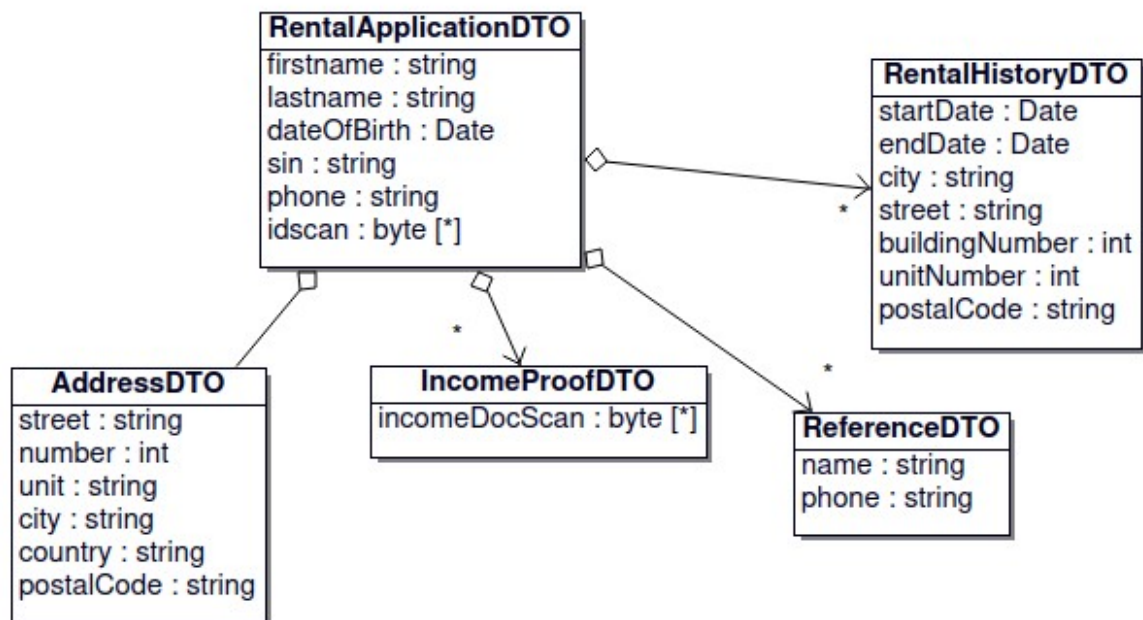 RentalApplicationDTO
firstname : string
lastname : string
dateOfBirth : Date
sin : string
phone : string
idscan : byte [*]
RentalHistoryDTO
startDate : Date
endDate : Date
city : string
street : string
buildingNumber : int
unitNumber : int
postalCode : string
*
*
*
AddressDTO
street : string
number : int
unit : string
city : string
country : string
postalCode : string
IncomeProofDTO
incomeDocScan : byte [*]
ReferenceDTO
name : string
phone : string